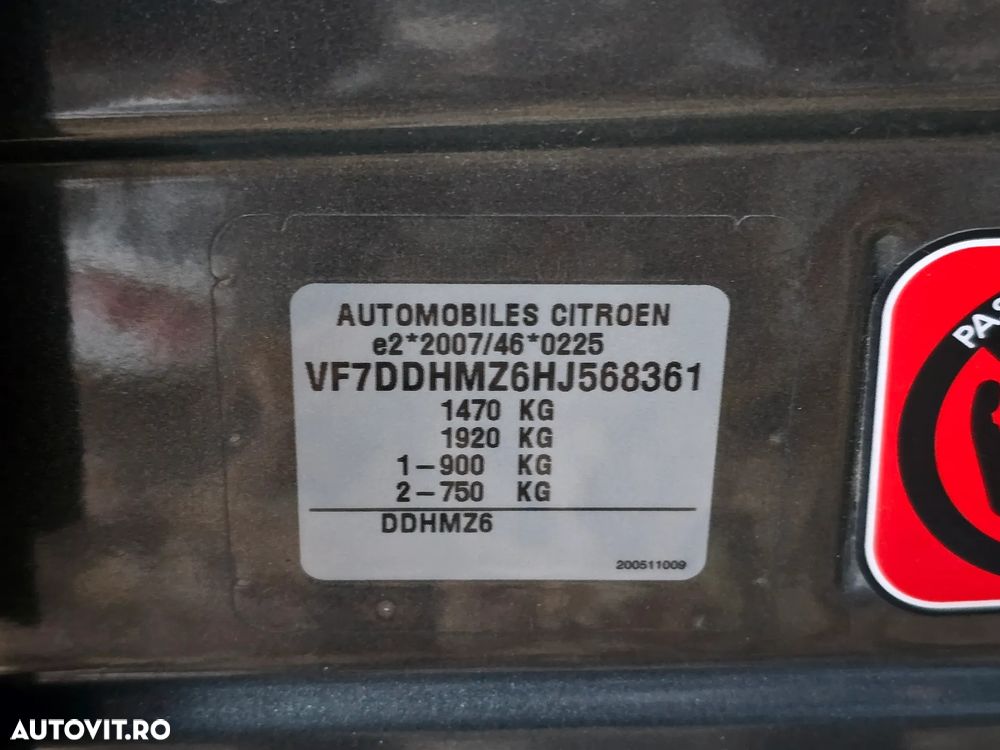 AUTOMOBILES CITROEN
e2*2007/46*0225
VF7DDHMZ6HJ568361
1470 KG
1920 KG
1-900 KG
2-750 KG
DDHMZ6
200511009
PAS
AUTOVIT.RO